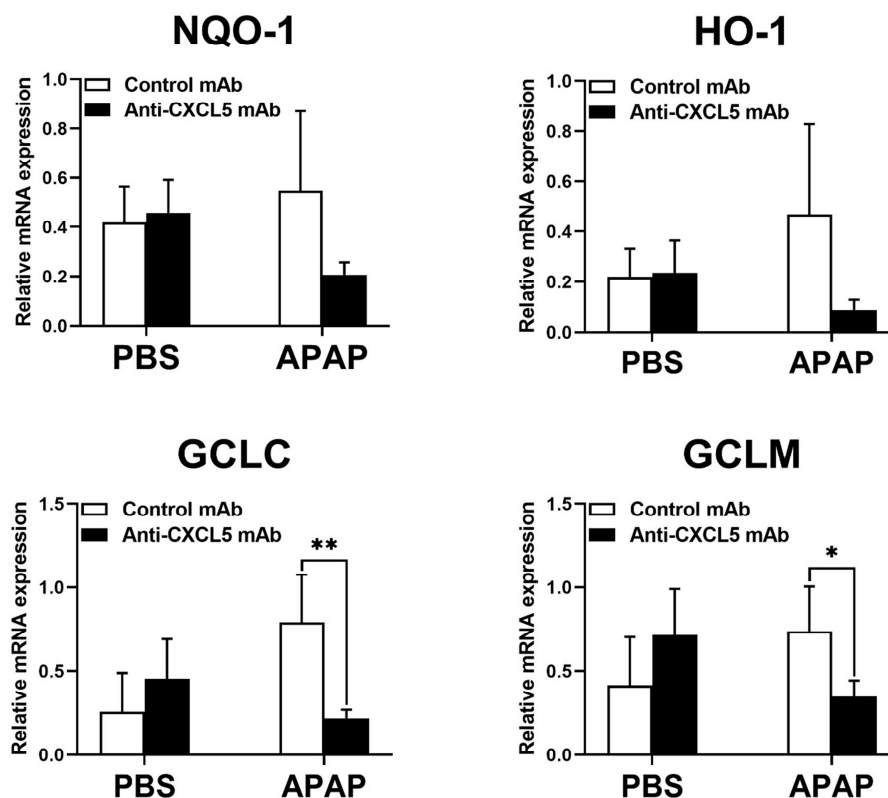 NQO-1
Relative mRNA expression
1.0
0.8
0.6
0.4
0.2
0.0
Control mAb
Anti-CXCL5 mAb
PBS
APAP
HO-1
Relative mRNA expression
1.0
0.8
0.6
0.4
0.2
0.0
Control mAb
Anti-CXCL5 mAb
PBS
APAP
GCLC
Relative mRNA expression
1.5
1.0
0.5
0.0
Control mAb
Anti-CXCL5 mAb
**
PBS
APAP
GCLM
Relative mRNA expression
1.5
1.0
0.5
0.0
Control mAb
Anti-CXCL5 mAb
*
PBS
APAP